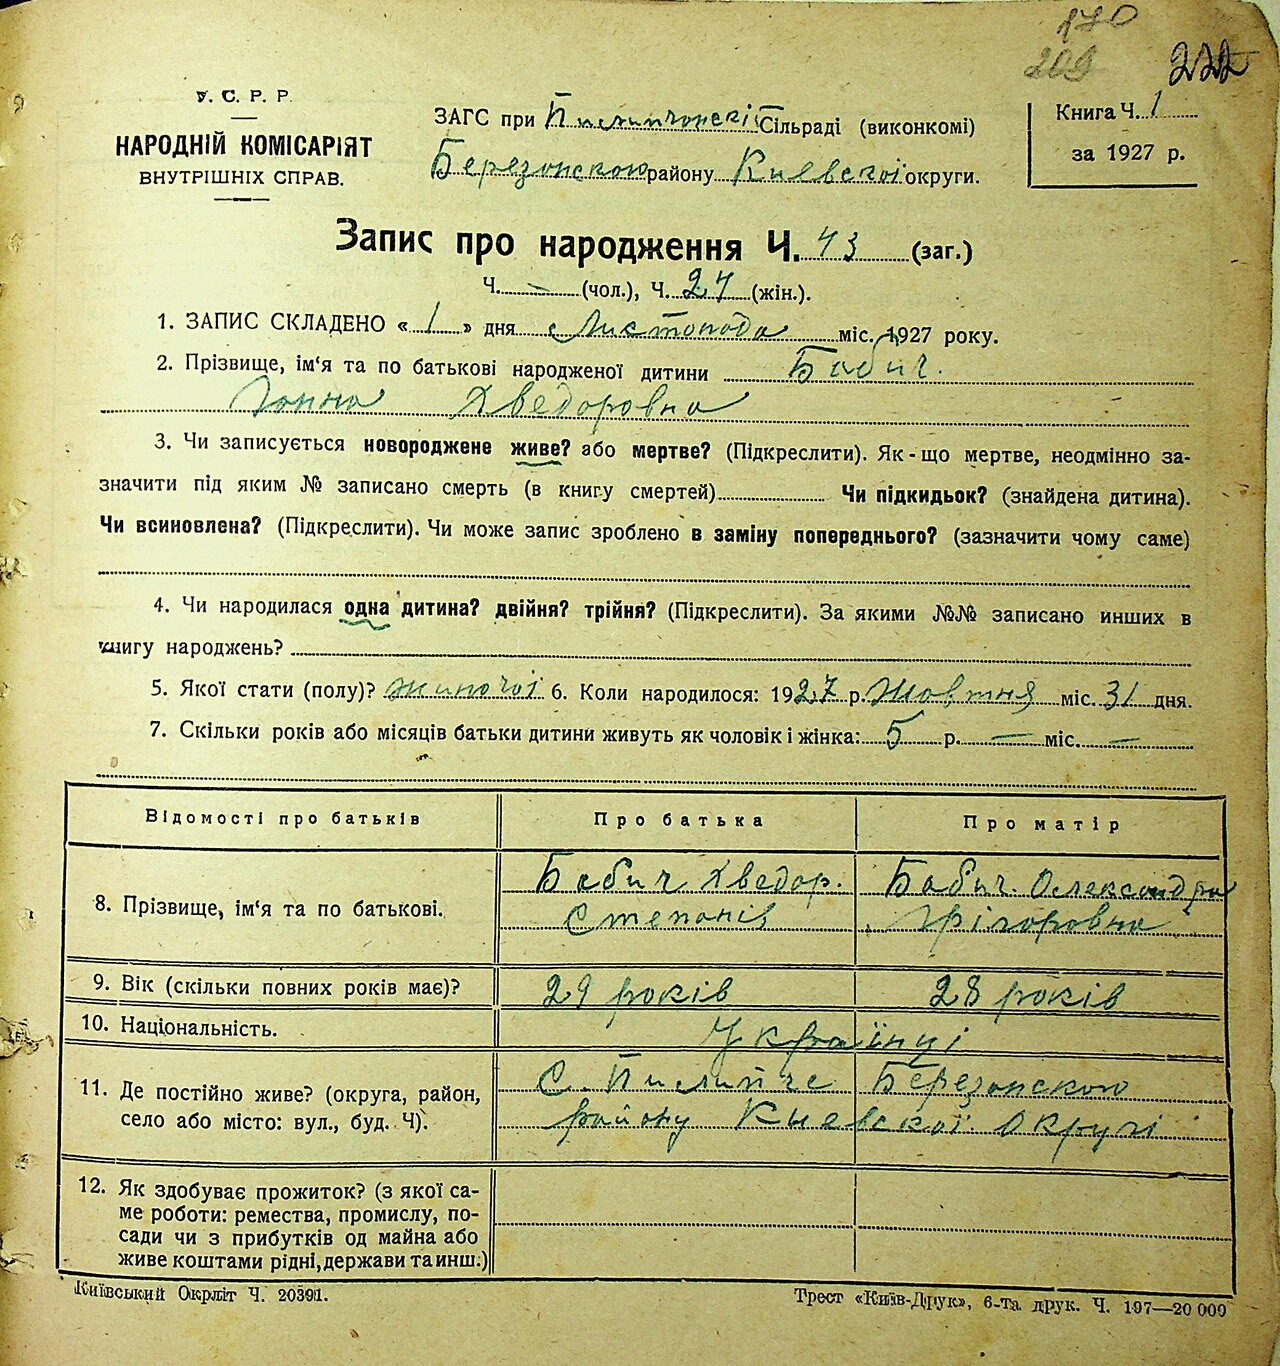 170
209 222
У. С. Р. Р.
НАРОДНІЙ КОМІСАРІЯТ
ВНУТРІШНІХ СПРАВ.
ЗАГС при Пилипчанскі Сільраді (виконкомі)
Березанского району Киевскої округи.
Книга Ч. 1
за 1927 р.
Запис про народження Ч. 43 (заг.)
Ч. — (чол.), Ч. 27 (жін.).
1. ЗАПИС СКЛАДЕНО « 1 » дня Листопада міс. 1927 року.
2. Прізвище, ім‘я та по батькові народженої дитини Бабич.
Ганна Хведоровна
3. Чи записується новороджене живе? або мертве? (Підкреслити). Як-що мертве, неодмінно за-
значити під яким № записано смерть (в книгу смертей) Чи підкидьок? (знайдена дитина).
Чи всиновлена? (Підкреслити). Чи може запис зроблено в заміну попереднього? (зазначити чому саме)
4. Чи народилася одна дитина? двійня? трійня? (Підкреслити). За якими №№ записано инших в
книгу народжень?
5. Якої стати (полу)? жиночої 6. Коли народилося: 1927 р. Жовтня міс. 31 дня.
7. Скільки років або місяців батьки дитини живуть як чоловік і жінка: 5 р. — міс. —
Відомості про батьків Про батька Про матір
8. Прізвище, ім‘я та по батькові. Бабич Хведор. Бабич. Олександра
Степанів Грігоровна
9. Вік (скільки повних років має)? 29 років 28 років
10. Національність. Українці
11. Де постійно живе? (округа, район, село або місто: вул., буд. Ч). С. Пилипче Березанского
району Киевскої округі
12. Як здобуває прожиток? (з якої са-
ме роботи: ремества, промислу, по-
сади чи з прибутків од майна або
живе коштами рідні, держави та инш.)
Київський Окрліт Ч. 20391.
Трест «Київ-Друк», 6-та друк. Ч. 197—20 000